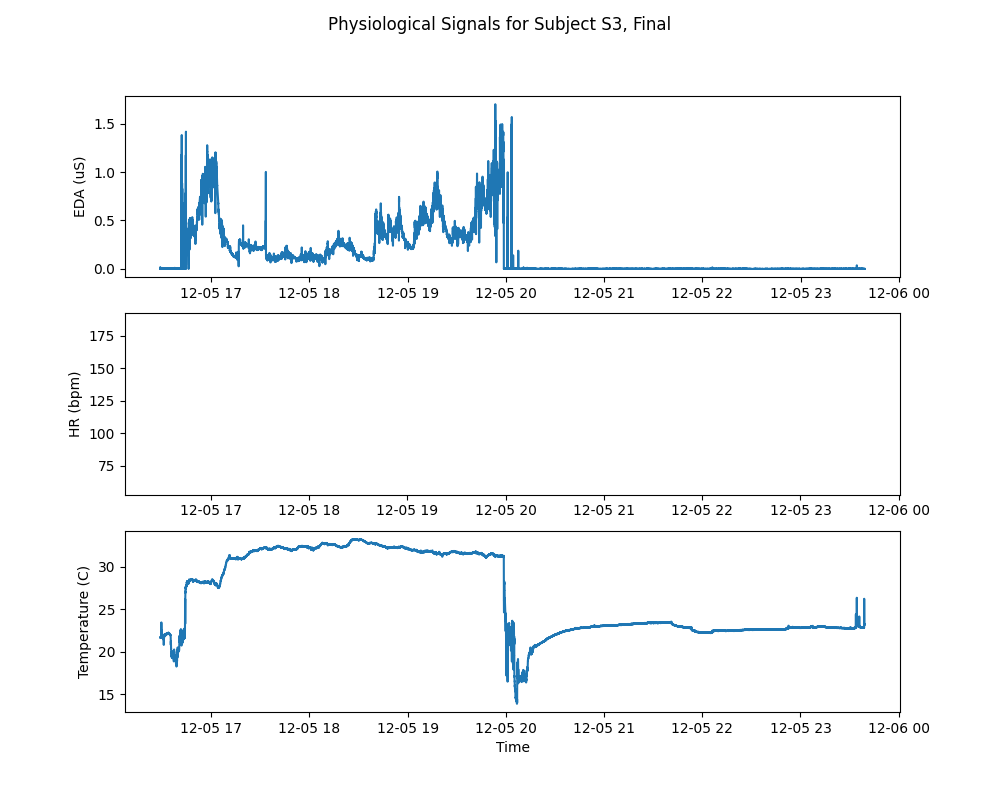 Physiological Signals for Subject S3, Final
1.5
1.0
0.5
0.0
EDA (uS)
12-05 17 12-05 18 12-05 19 12-05 20 12-05 21 12-05 22 12-05 23 12-06 00
175
150
125
100
75
HR (bpm)
12-05 17 12-05 18 12-05 19 12-05 20 12-05 21 12-05 22 12-05 23 12-06 00
30
25
20
15
Temperature (C)
12-05 17 12-05 18 12-05 19 12-05 20 12-05 21 12-05 22 12-05 23 12-06 00
Time